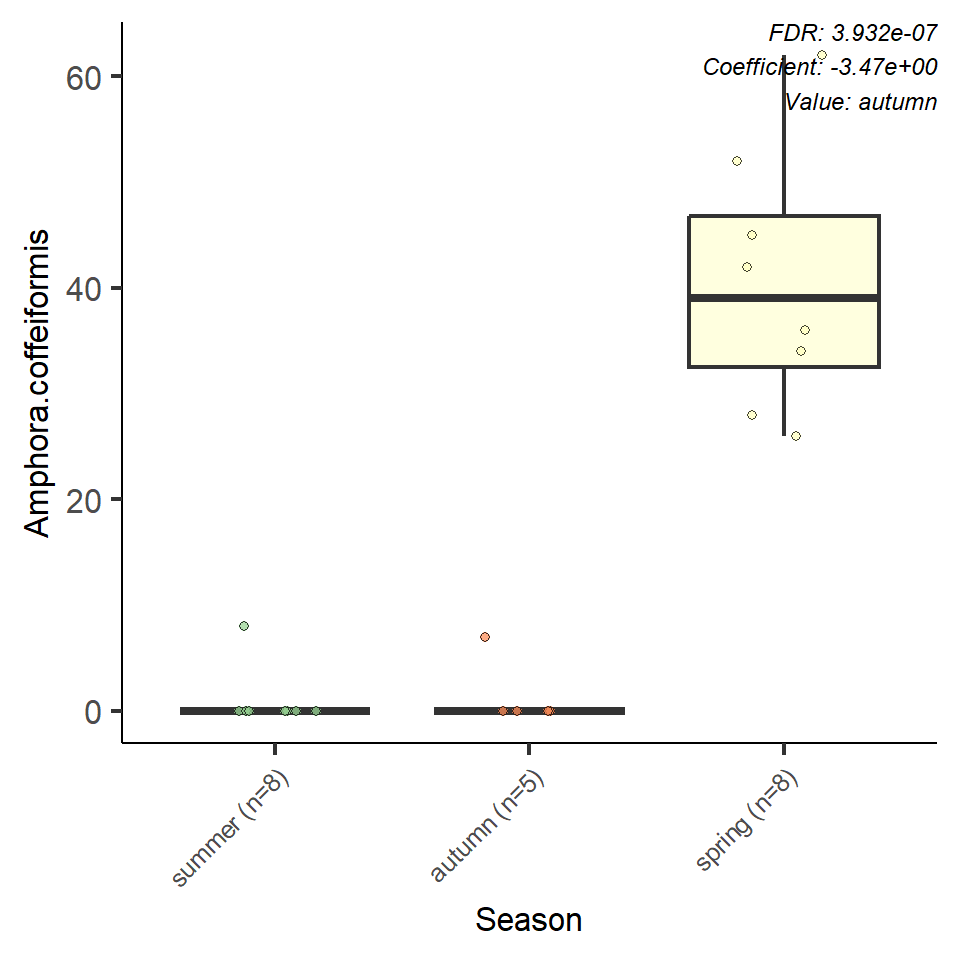 FDR: 3.932e-07
Coefficient: -3.47e+00
Value: autumn
Amphora.coffeiformis
60
40
20
0
summer (n=8)
autumn (n=5)
spring (n=8)
Season